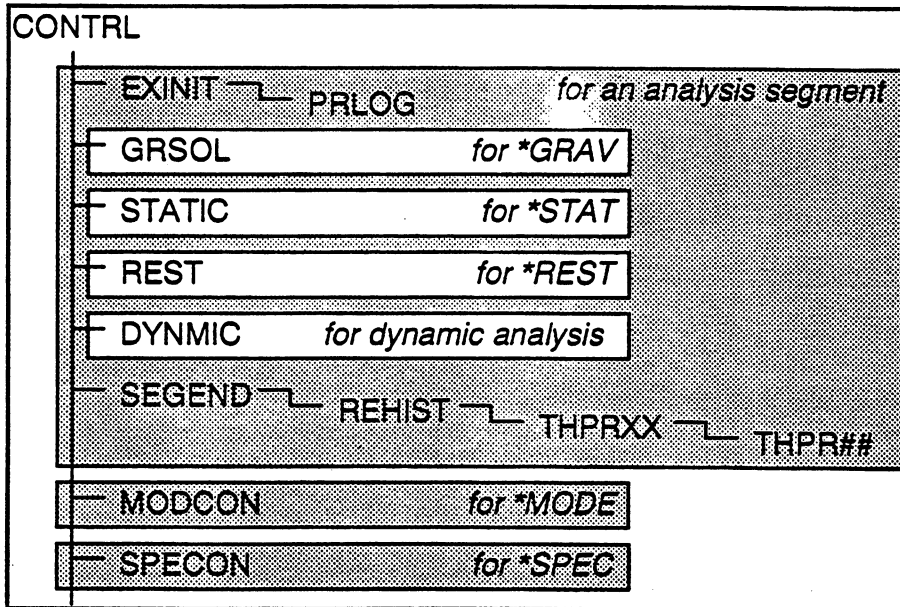 CONTRL
EXINIT PRLOG for an analysis segment
GRSOL for *GRAV
STATIC for *STAT
REST for *REST
DYNMIC for dynamic analysis
SEGEND REHIST THPRXX THPR##
MODCON for *MODE
SPECON for *SPEC